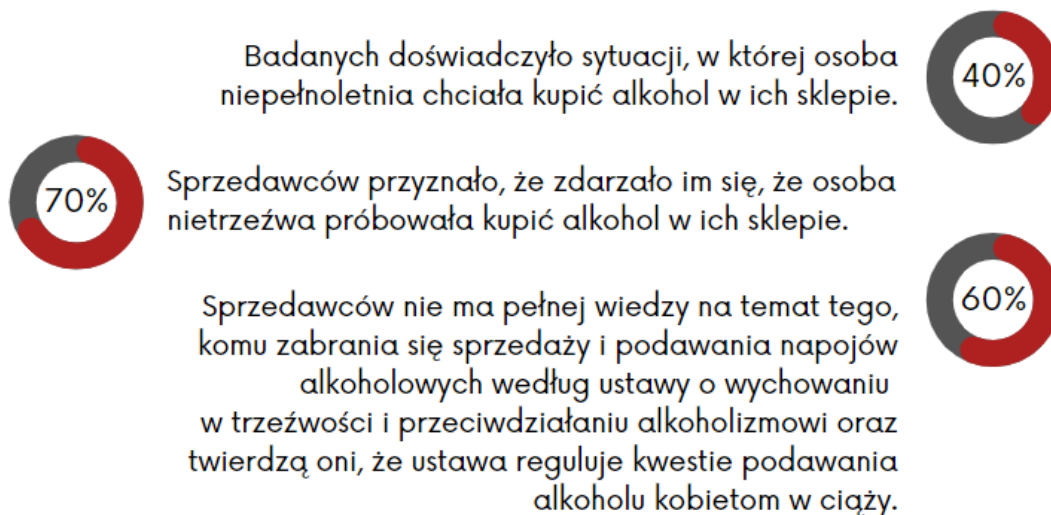 Badanych doświadczyło sytuacji, w której osoba
niepełnoletnia chciała kupić alkohol w ich sklepie.
40%
70%
Sprzedawców przyznało, że zdarzało im się, że osoba
nietrzeźwa próbowała kupić alkohol w ich sklepie.
Sprzedawców nie ma pełnej wiedzy na temat tego,
komu zabrania się sprzedaży i podawania napojów
alkoholowych według ustawy o wychowaniu
w trzeźwości i przeciwdziałaniu alkoholizmowi oraz
twierdzą oni, że ustawa reguluje kwestie podawania
alkoholu kobietom w ciąży.
60%